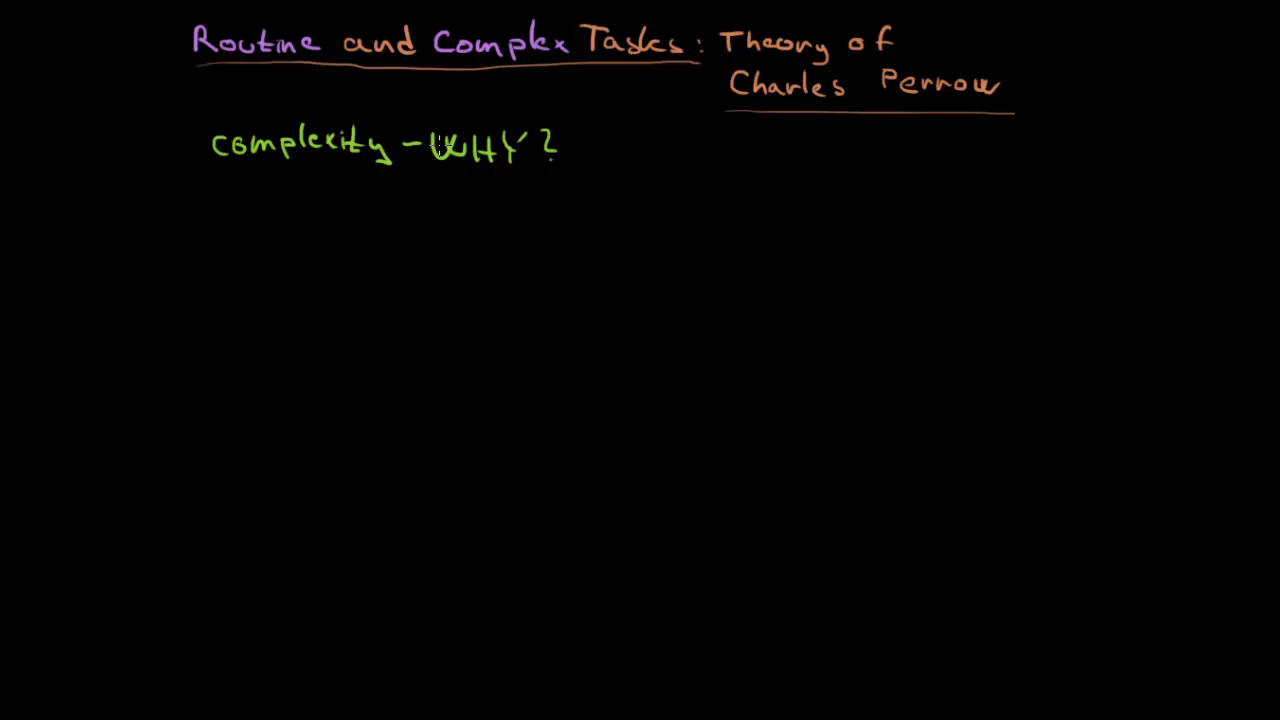 Routine and Complex Tasks: Theory of
Charles Perrow
complexity - WHY?